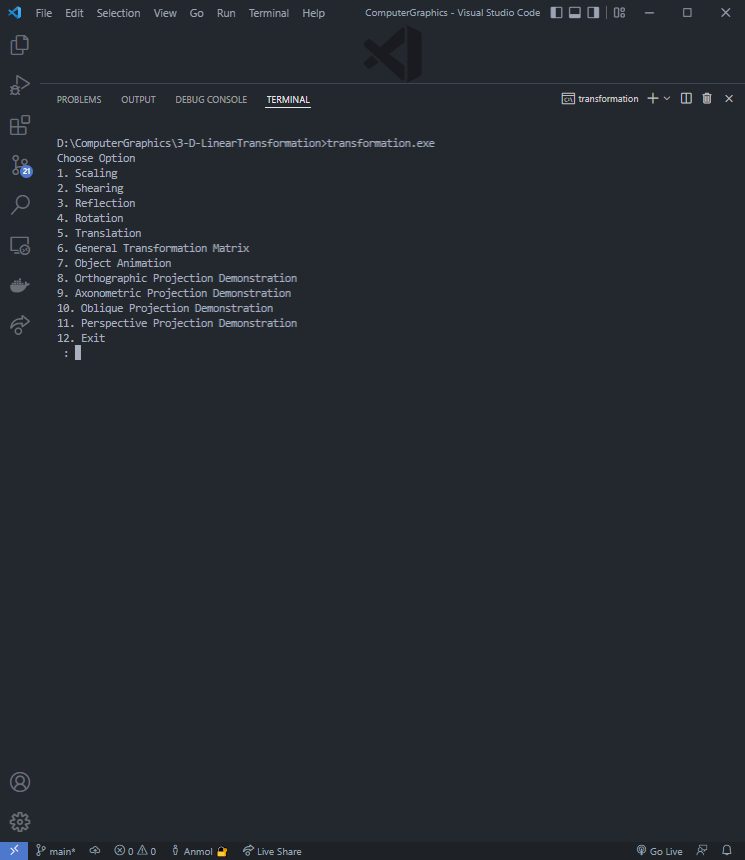 File Edit Selection View Go Run Terminal Help ComputerGraphics - Visual Studio Code
PROBLEMS OUTPUT DEBUG CONSOLE TERMINAL transformation
D:\ComputerGraphics\3-D-LinearTransformation>transformation.exe
Choose Option
1. Scaling
2. Shearing
3. Reflection
4. Rotation
5. Translation
6. General Transformation Matrix
7. Object Animation
8. Orthographic Projection Demonstration
9. Axonometric Projection Demonstration
10. Oblique Projection Demonstration
11. Perspective Projection Demonstration
12. Exit
:
21
main* 0 0 Anmol Live Share Go Live